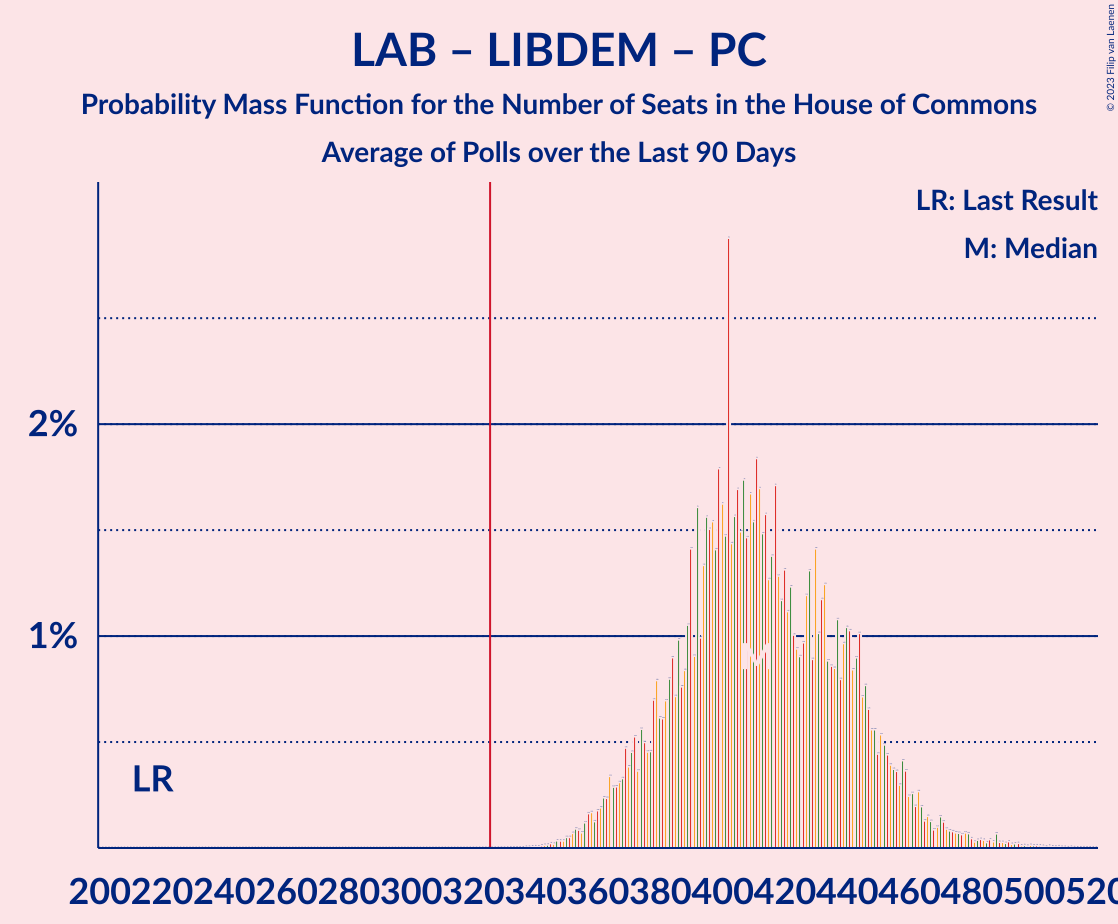 LAB – LIBDEM – PC
Probability Mass Function for the Number of Seats in the House of Commons
Average of Polls over the Last 90 Days
© 2023 Filip van Laenen
LR: Last Result
M: Median
2%
1%
M
LR
200220240260280300320340360380400420440460480500520